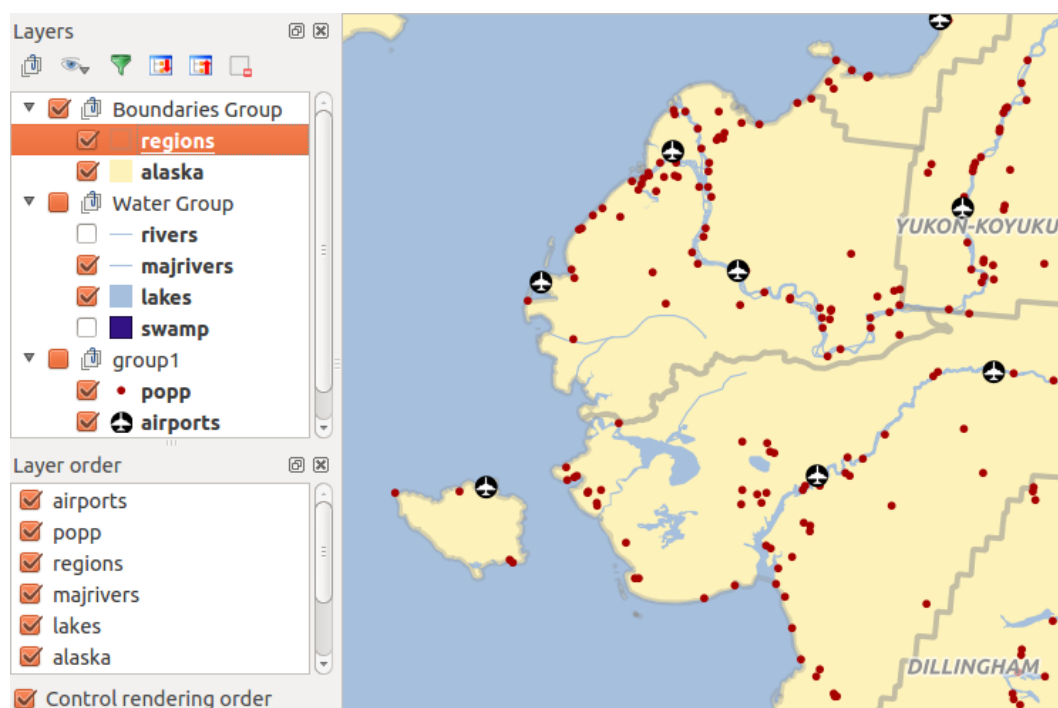 Layers
Boundaries Group
regions
alaska
Water Group
rivers
majrivers
lakes
swamp
group1
popp
airports
Layer order
airports
popp
regions
majrivers
lakes
alaska
Control rendering order
YUKON-KOYUKU
DILLINGHAM